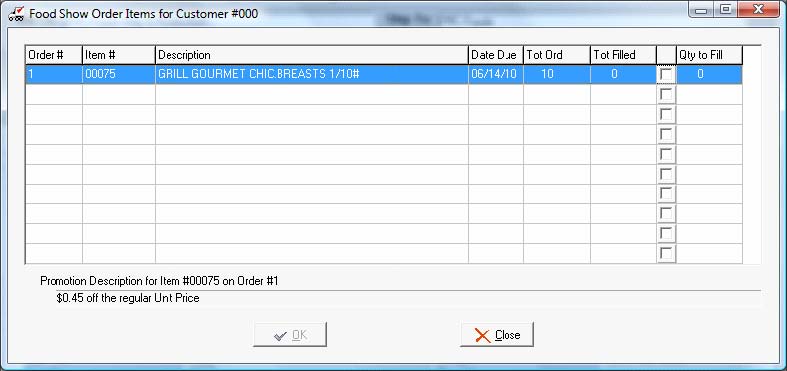 Food Show Order Items for Customer #000
Order # Item # Description Date Due Tot Ord Tot Filled Qty to Fill
1 00075 GRILL GOURMET CHIC.BREASTS 1/10# 06/14/10 10 0 0
Promotion Description for Item #00075 on Order #1
$0.45 off the regular Unt Price
OK Close